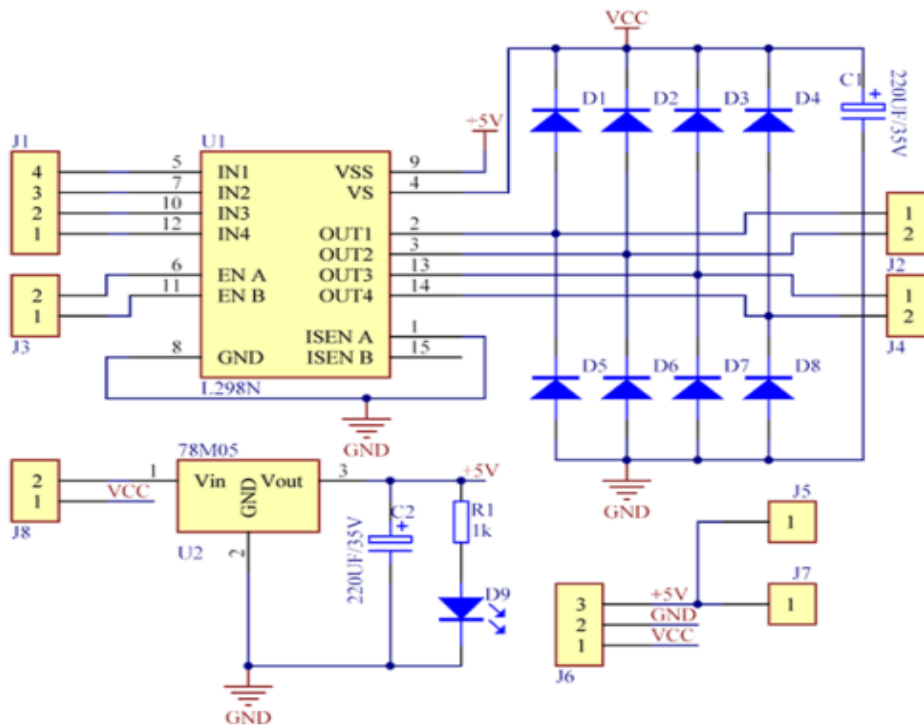 VCC
J1
U1
+5V
D1 D2 D3 D4
C1
220UF/35V
4 5 IN1 VSS 9
3 7 IN2 VS 4
2 10 IN3
1 12 IN4 OUT1 2
OUT2 3
2 6 EN A OUT3 13
1 11 EN B OUT4 14
1
2
J2
1
2
J4
J3
ISEN A 1
8 GND ISEN B 15
L298N
GND
D5 D6 D7 D8
GND
78M05
2 1 Vin Vout 3 +5V
1 VCC
J8
GND
2
U2
C2
220UF/35V
R1
1k
D9
GND
J5
1
J7
1
3 +5V
2 GND
1 VCC
J6